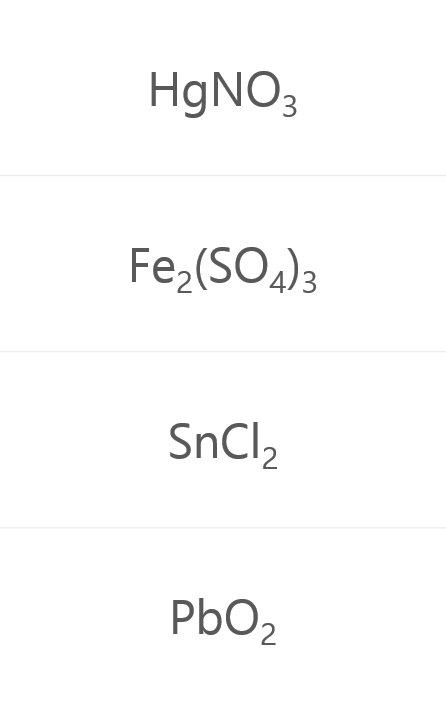 HgNO₃
Fe₂(SO₄)₃
SnCl₂
PbO₂